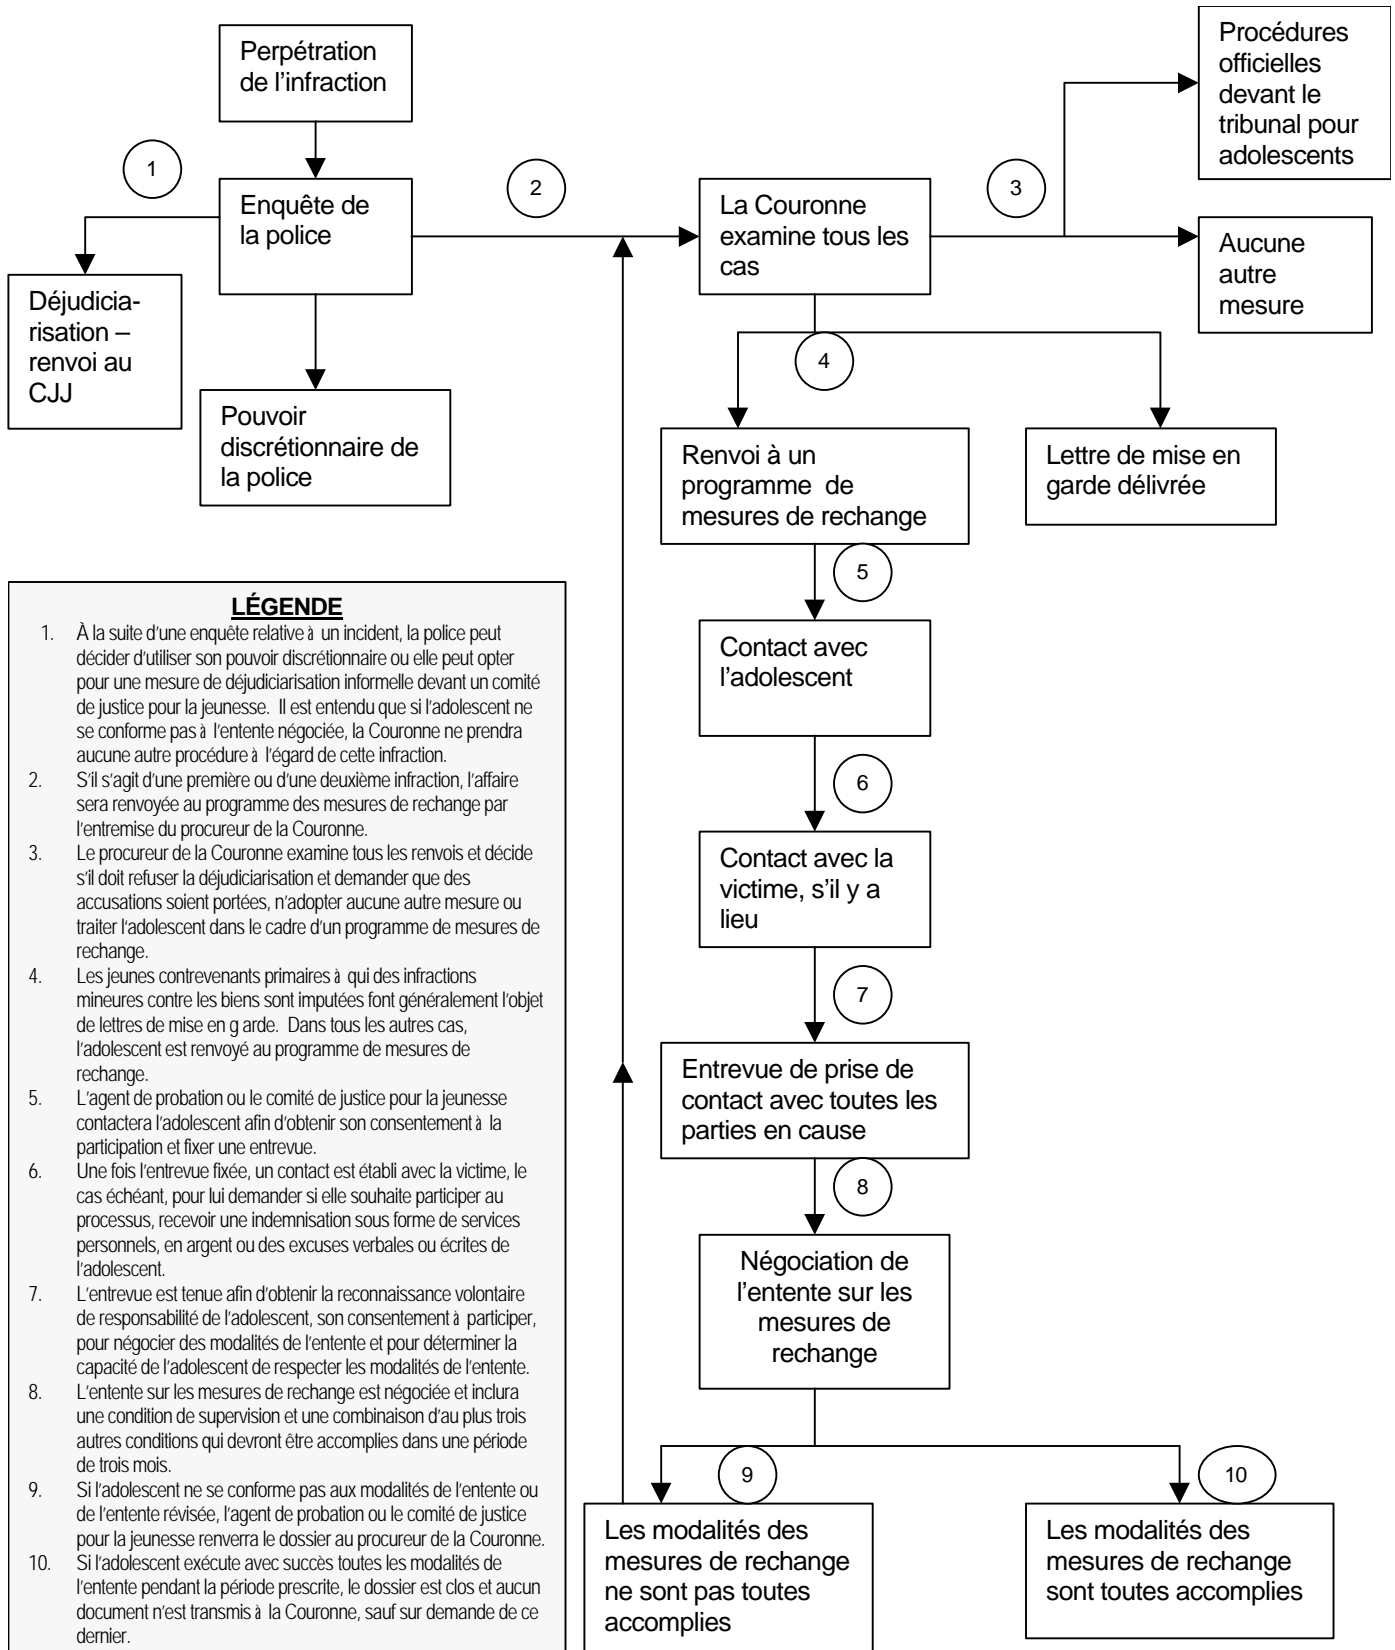 Perpétration
de l’infraction
Procédures
officielles
devant le
tribunal pour
adolescents
1
Enquête de
la police
2
La Couronne
examine tous les
cas
3
Aucune
autre
mesure
Déjudicia-
risation –
renvoi au
CJJ
Pouvoir
discrétionnaire de
la police
4
Renvoi à un
programme de
mesures de rechange
Lettre de mise en
garde délivrée
5
Contact avec
l’adolescent
6
Contact avec la
victime, s’il y a
lieu
7
Entrevue de prise de
contact avec toutes les
parties en cause
8
Négociation de
l’entente sur les
mesures de
rechange
9
10
Les modalités des
mesures de rechange
ne sont pas toutes
accomplies
Les modalités des
mesures de rechange
sont toutes accomplies
LÉGENDE
1. À la suite d’une enquête relative à un incident, la police peut
décider d’utiliser son pouvoir discrétionnaire ou elle peut opter
pour une mesure de déjudiciarisation informelle devant un comité
de justice pour la jeunesse. Il est entendu que si l’adolescent ne
se conforme pas à l’entente négociée, la Couronne ne prendra
aucune autre procédure à l’égard de cette infraction.
2. S’il s’agit d’une première ou d’une deuxième infraction, l’affaire
sera renvoyée au programme des mesures de rechange par
l’entremise du procureur de la Couronne.
3. Le procureur de la Couronne examine tous les renvois et décide
s’il doit refuser la déjudiciarisation et demander que des
accusations soient portées, n’adopter aucune autre mesure ou
traiter l’adolescent dans le cadre d’un programme de mesures de
rechange.
4. Les jeunes contrevenants primaires à qui des infractions
mineures contre les biens sont imputées font généralement l’objet
de lettres de mise en g arde. Dans tous les autres cas,
l’adolescent est renvoyé au programme de mesures de
rechange.
5. L’agent de probation ou le comité de justice pour la jeunesse
contactera l’adolescent afin d’obtenir son consentement à la
participation et fixer une entrevue.
6. Une fois l’entrevue fixée, un contact est établi avec la victime, le
cas échéant, pour lui demander si elle souhaite participer au
processus, recevoir une indemnisation sous forme de services
personnels, en argent ou des excuses verbales ou écrites de
l’adolescent.
7. L’entrevue est tenue afin d’obtenir la reconnaissance volontaire
de responsabilité de l’adolescent, son consentement à participer,
pour négocier des modalités de l’entente et pour déterminer la
capacité de l’adolescent de respecter les modalités de l’entente.
8. L’entente sur les mesures de rechange est négociée et inclura
une condition de supervision et une combinaison d’au plus trois
autres conditions qui devront être accomplies dans une période
de trois mois.
9. Si l’adolescent ne se conforme pas aux modalités de l’entente ou
de l’entente révisée, l’agent de probation ou le comité de justice
pour la jeunesse renverra le dossier au procureur de la Couronne.
10. Si l’adolescent exécute avec succès toutes les modalités de
l’entente pendant la période prescrite, le dossier est clos et aucun
document n’est transmis à la Couronne, sauf sur demande de ce
dernier.